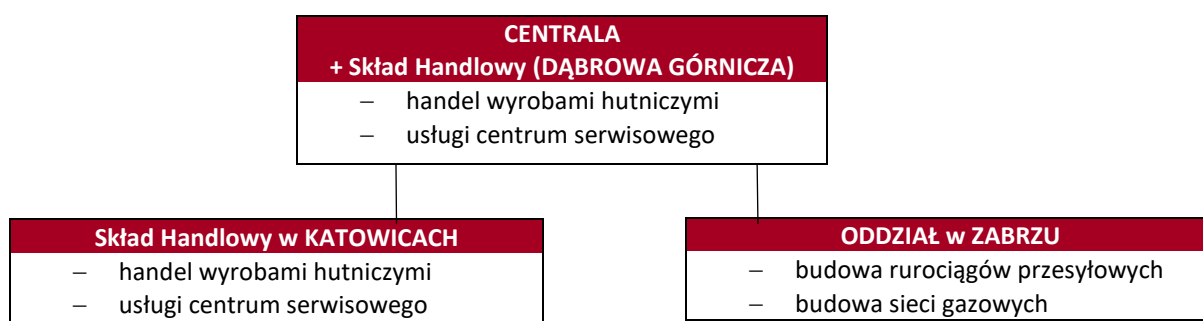 CENTRALA
+ Skład Handlowy (DĄBROWA GÓRNICZA)
– handel wyrobami hutniczymi
– usługi centrum serwisowego
Skład Handlowy w KATOWICACH
– handel wyrobami hutniczymi
– usługi centrum serwisowego
ODDZIAŁ w ZABRZU
– budowa rurociągów przesyłowych
– budowa sieci gazowych